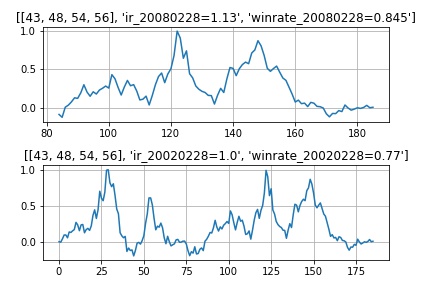 [[43, 48, 54, 56], 'ir_20080228=1.13', 'winrate_20080228=0.845']
1.0
0.5
0.0
80 100 120 140 160 180
[[43, 48, 54, 56], 'ir_20020228=1.0', 'winrate_20020228=0.77']
1.0
0.5
0.0
0 25 50 75 100 125 150 175